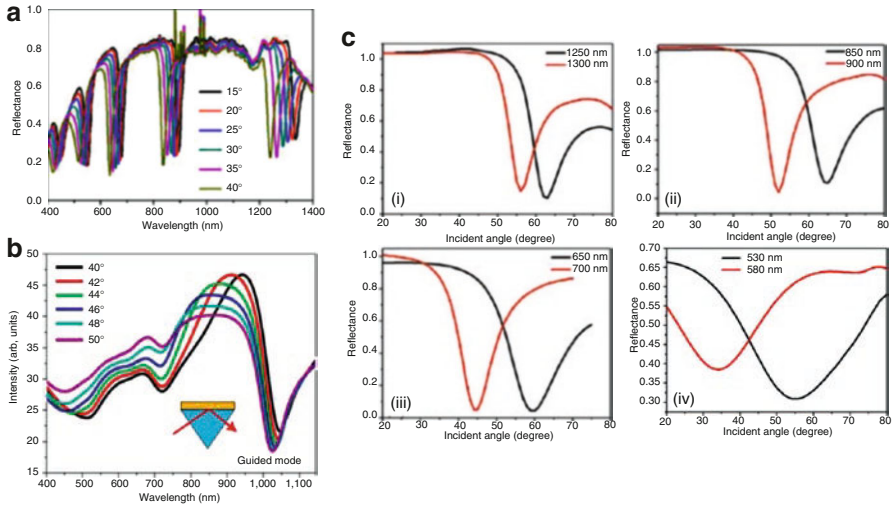 a
1.0
0.8
0.6
0.4
0.2
0.0
Reflectance
15°
20°
25°
30°
35°
40°
400 600 800 1000 1200 1400
Wavelength (nm)
b
50
45
40
35
30
25
20
15
Intensity (arb, units)
40°
42°
44°
46°
48°
50°
Guided mode
400 500 600 700 800 900 1,000 1,100
Wavelength (nm)
c
1.0
0.8
0.6
0.4
0.2
0.0
Reflectance
1250 nm
1300 nm
(i)
20 30 40 50 60 70 80
Incident angle (degree)
1.0
0.8
0.6
0.4
0.2
0.0
Reflectance
850 nm
900 nm
(ii)
20 30 40 50 60 70 80
Incident angle (degree)
1.0
0.8
0.6
0.4
0.2
0.0
Reflectance
650 nm
700 nm
(iii)
20 30 40 50 60 70 80
Incident angle (degree)
0.70
0.65
0.60
0.55
0.50
0.45
0.40
0.35
0.30
Reflectance
530 nm
580 nm
(iv)
20 30 40 50 60 70 80
Incident angle (degree)